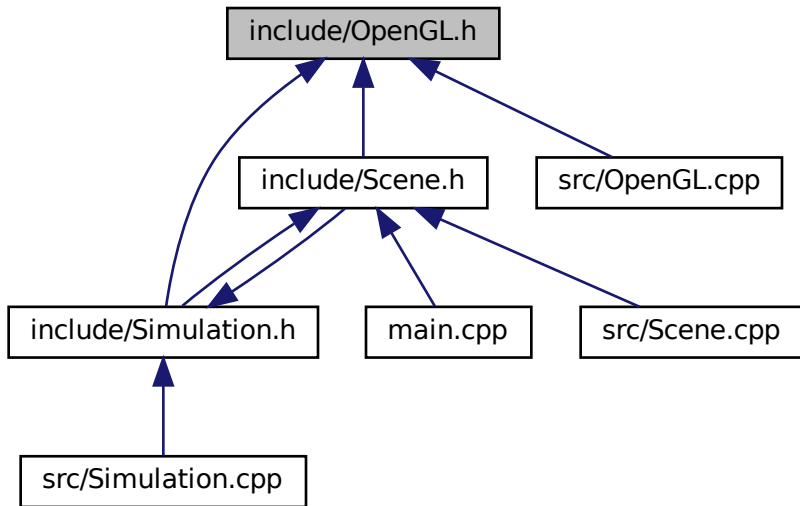 include/OpenGL.h
include/Scene.h
src/OpenGL.cpp
include/Simulation.h
main.cpp
src/Scene.cpp
src/Simulation.cpp